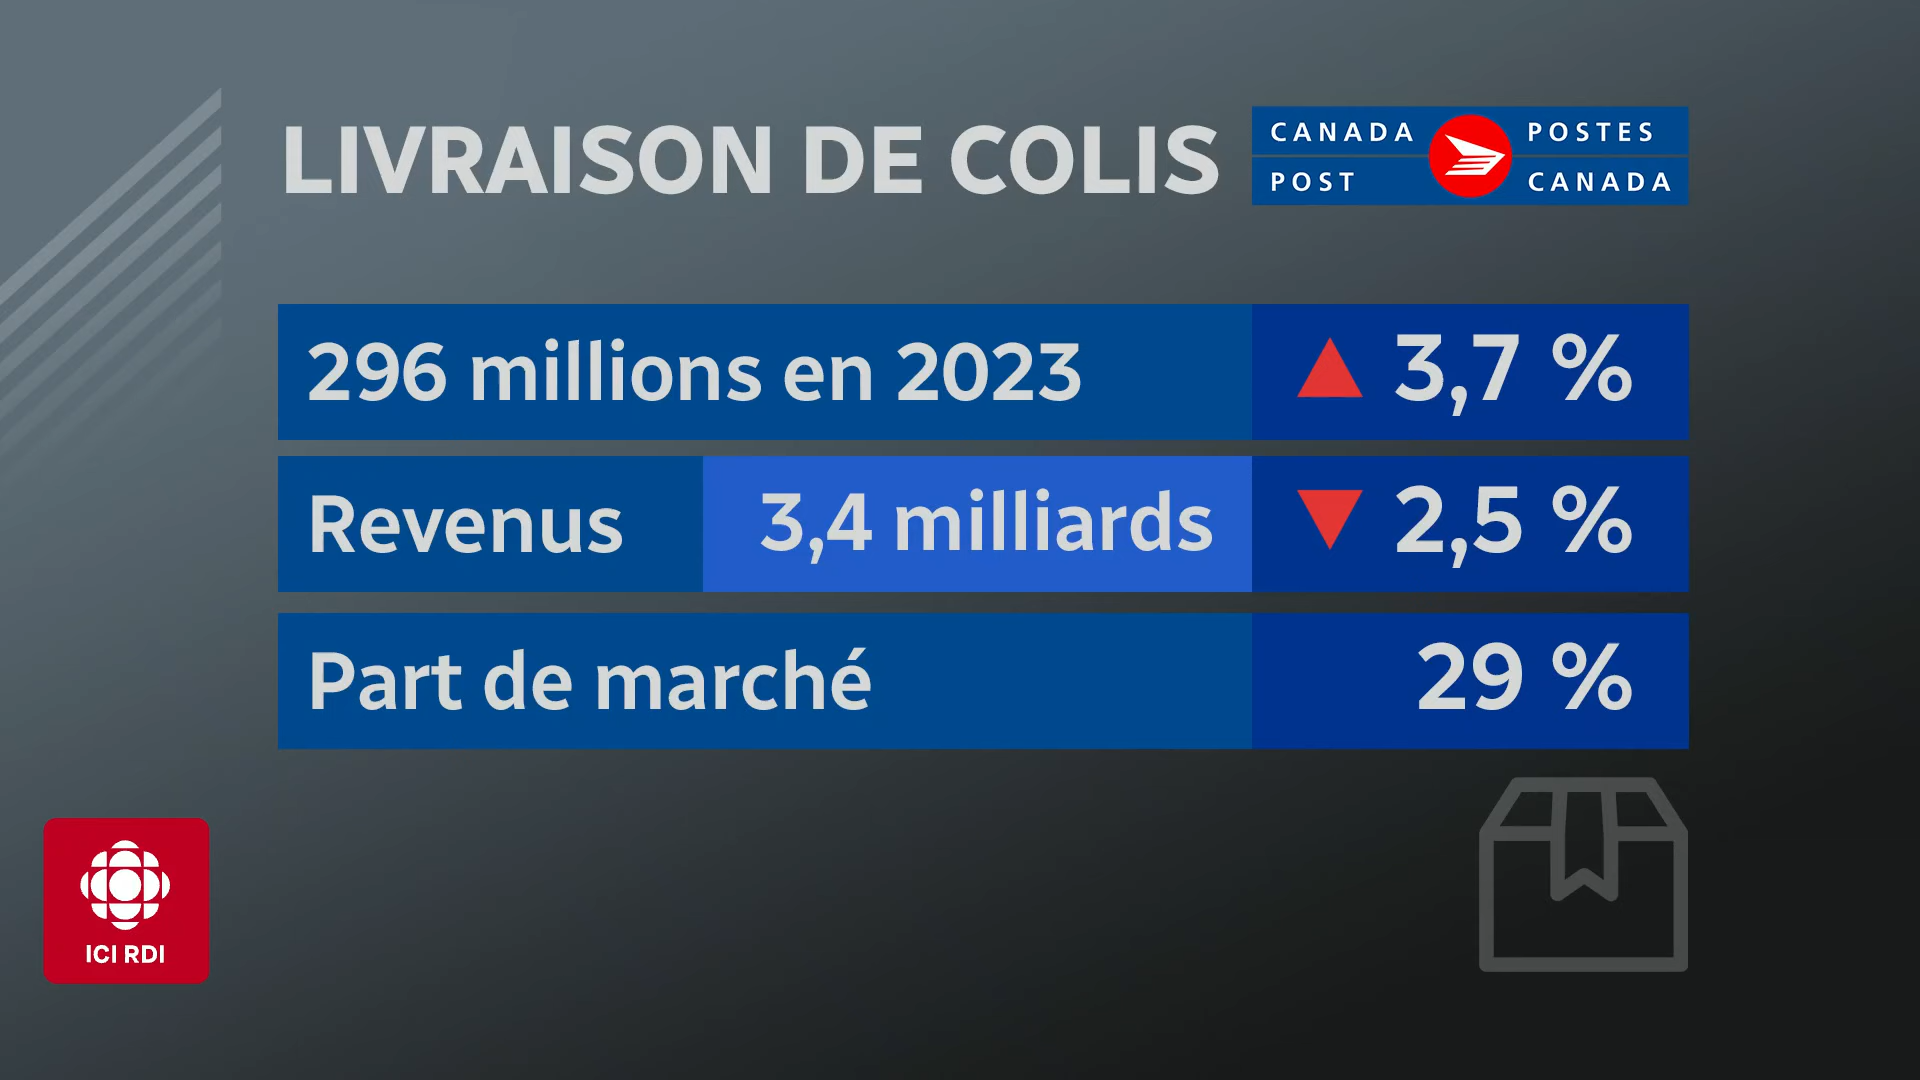 LIVRAISON DE COLIS
CANADA POSTES
POST CANADA
296 millions en 2023 ▲ 3,7 %
Revenus 3,4 milliards ▼ 2,5 %
Part de marché 29 %
ICI RDI